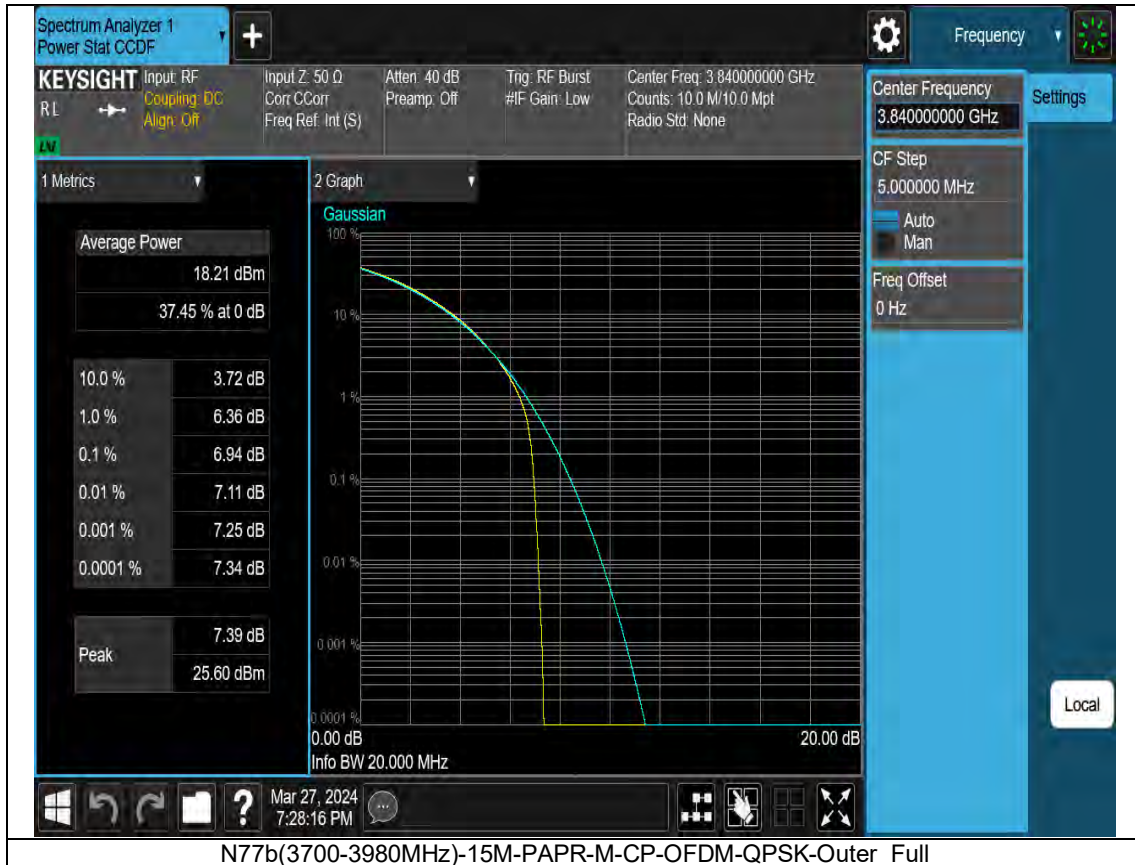 Spectrum Analyzer 1
Power Stat CCDF
+
Frequency
KEYSIGHT
Input: RF
Coupling: DC
Align: Off
Input Z: 50 Ω
Corr CCorr
Freq Ref: Int (S)
Atten: 40 dB
Preamp: Off
Trig: RF Burst
#IF Gain: Low
Center Freq: 3.840000000 GHz
Counts: 10.0 M/10.0 Mpt
Radio Std: None
R L
Center Frequency
3.840000000 GHz
Settings
CF Step
5.000000 MHz
Auto
Man
Freq Offset
0 Hz
Local
1 Metrics
Average Power
18.21 dBm
37.45 % at 0 dB
10.0 % 3.72 dB
1.0 % 6.36 dB
0.1 % 6.94 dB
0.01 % 7.11 dB
0.001 % 7.25 dB
0.0001 % 7.34 dB
Peak
7.39 dB
25.60 dBm
2 Graph
Gaussian
100 %
10 %
1 %
0.1 %
0.01 %
0.001 %
0.0001 %
0.00 dB 20.00 dB
Info BW 20.000 MHz
?
Mar 27, 2024
7:28:16 PM
N77b(3700-3980MHz)-15M-PAPR-M-CP-OFDM-QPSK-Outer_Full